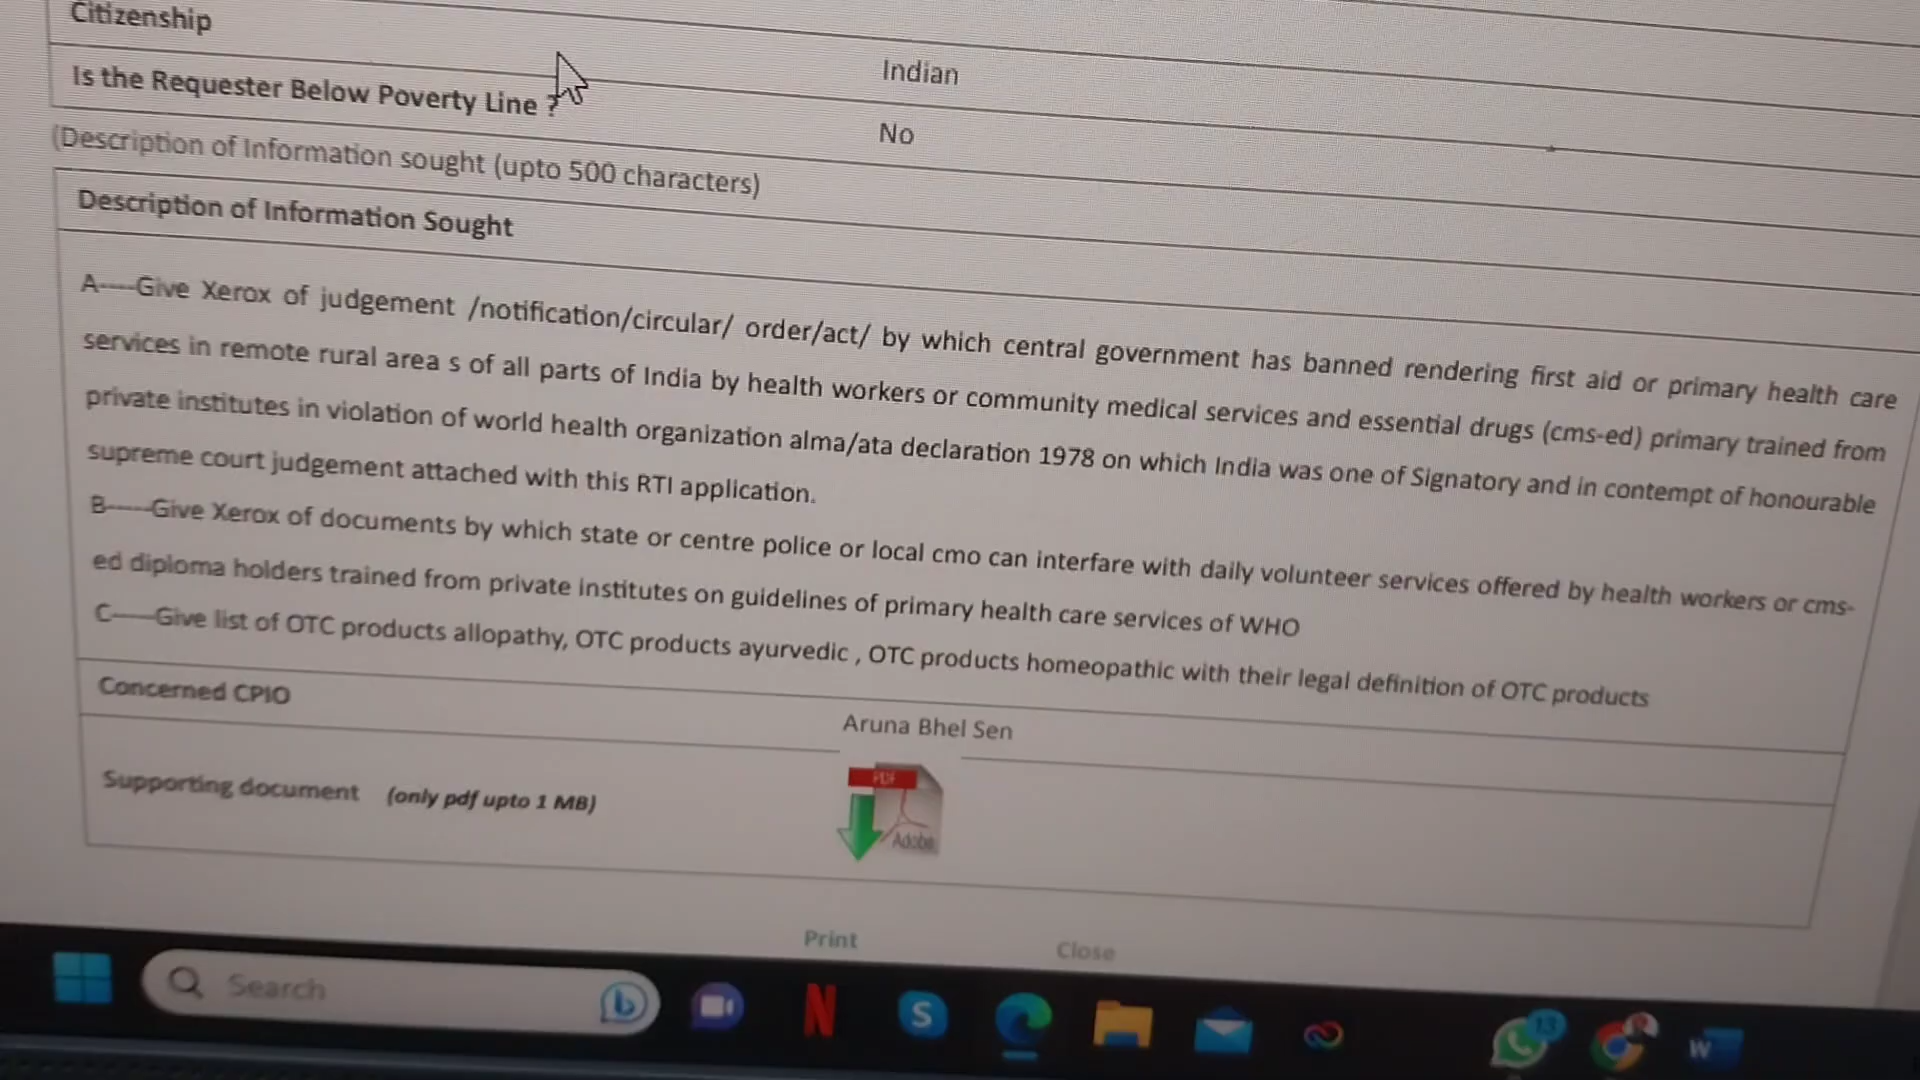 Citizenship
Indian
Is the Requester Below Poverty Line ?
No
(Description of Information sought (upto 500 characters)
Description of Information Sought
A----Give Xerox of judgement /notification/circular/ order/act/ by which central government has banned rendering first aid or primary health care
services in remote rural area s of all parts of India by health workers or community medical services and essential drugs (cms-ed) primary trained from
private institutes in violation of world health organization alma/ata declaration 1978 on which India was one of Signatory and in contempt of honourable
supreme court judgement attached with this RTI application.
B-----Give Xerox of documents by which state or centre police or local cmo can interfare with daily volunteer services offered by health workers or cms-
ed diploma holders trained from private institutes on guidelines of primary health care services of WHO
C-----Give list of OTC products allopathy, OTC products ayurvedic , OTC products homeopathic with their legal definition of OTC products
Concerned CPIO
Aruna Bhel Sen
Supporting document (only pdf upto 1 MB)
PDF
Adobe
Print
Close
Search
b
N
S
13
W